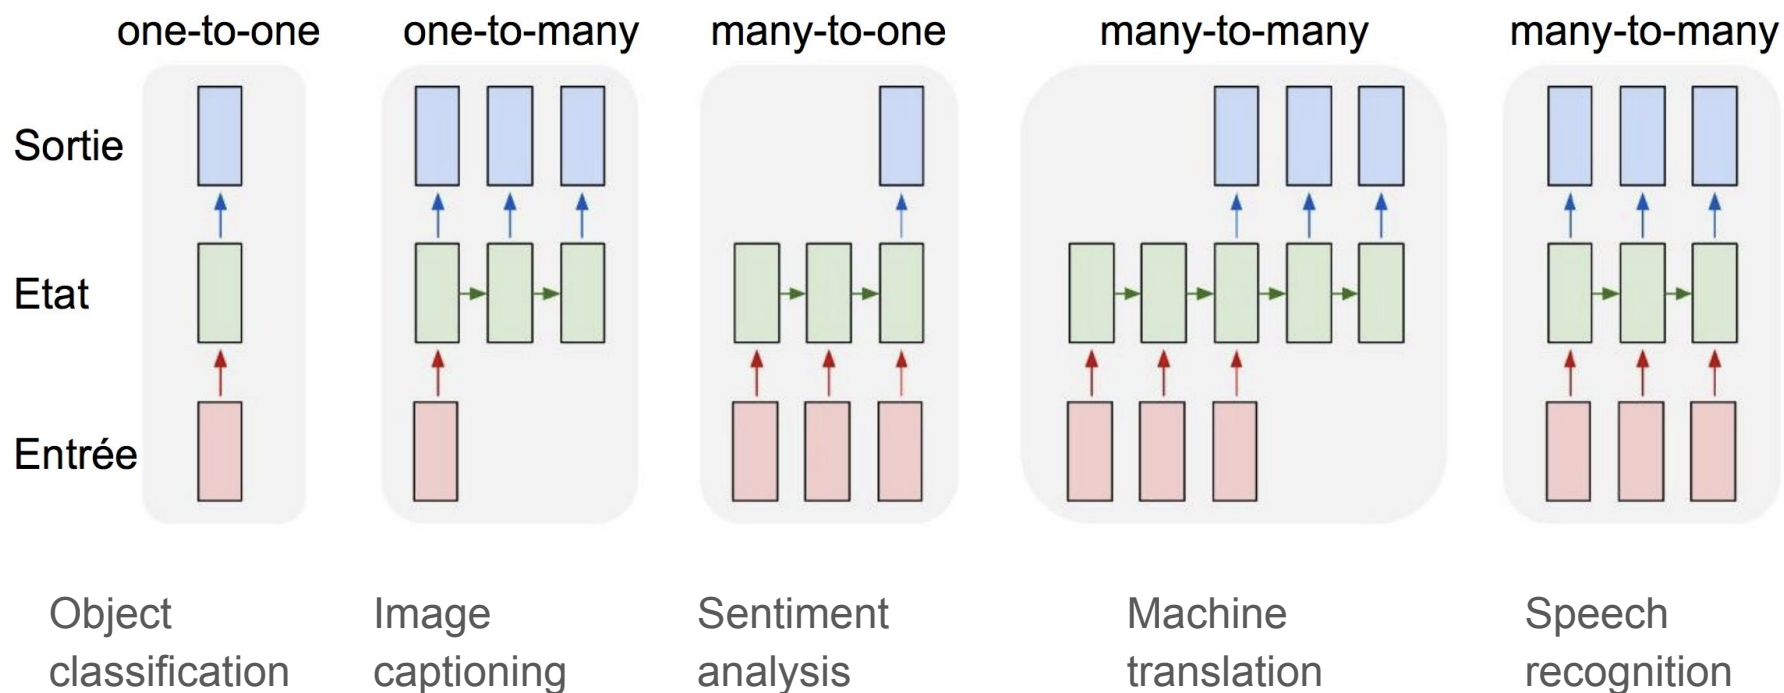 one-to-one
one-to-many
many-to-one
many-to-many
many-to-many
Sortie
Etat
Entrée
Object
classification
Image
captioning
Sentiment
analysis
Machine
translation
Speech
recognition